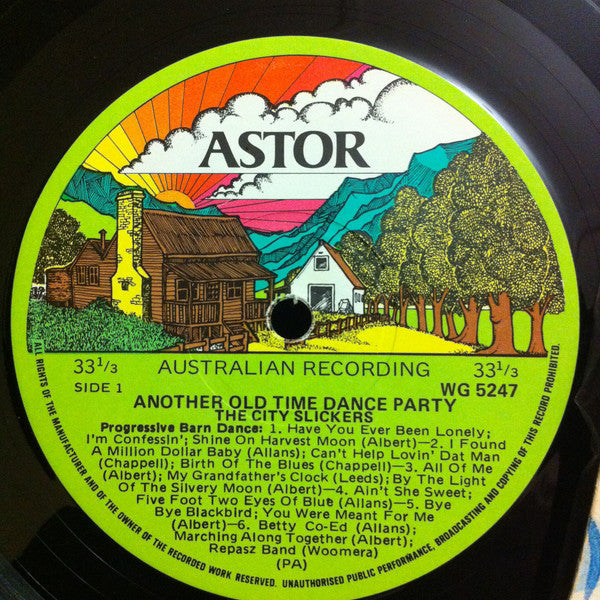 ASTOR
33 1/3 AUSTRALIAN RECORDING 33 1/3
SIDE 1 WG 5247
ANOTHER OLD TIME DANCE PARTY
THE CITY SLICKERS
Progressive Barn Dance: 1. Have You Ever Been Lonely;
I'm Confessin'; Shine On Harvest Moon (Albert)—2. I Found
A Million Dollar Baby (Allans); Can't Help Lovin' Dat Man
(Chappell); Birth Of The Blues (Chappell)—3. All Of Me
(Albert); My Grandfather's Clock (Leeds); By The Light
Of The Silvery Moon (Albert)—4. Ain't She Sweet;
Five Foot Two Eyes Of Blue (Allans)—5. Bye
Bye Blackbird; You Were Meant For Me
(Albert)—6. Betty Co-Ed (Allans);
Marching Along Together (Albert);
Repasz Band (Woomera)
(PA)
ALL RIGHTS OF THE MANUFACTURER AND OF THE OWNER OF THE RECORDED WORK RESERVED. UNAUTHORISED PUBLIC PERFORMANCE, BROADCASTING AND COPYING OF THIS RECORD PROHIBITED.